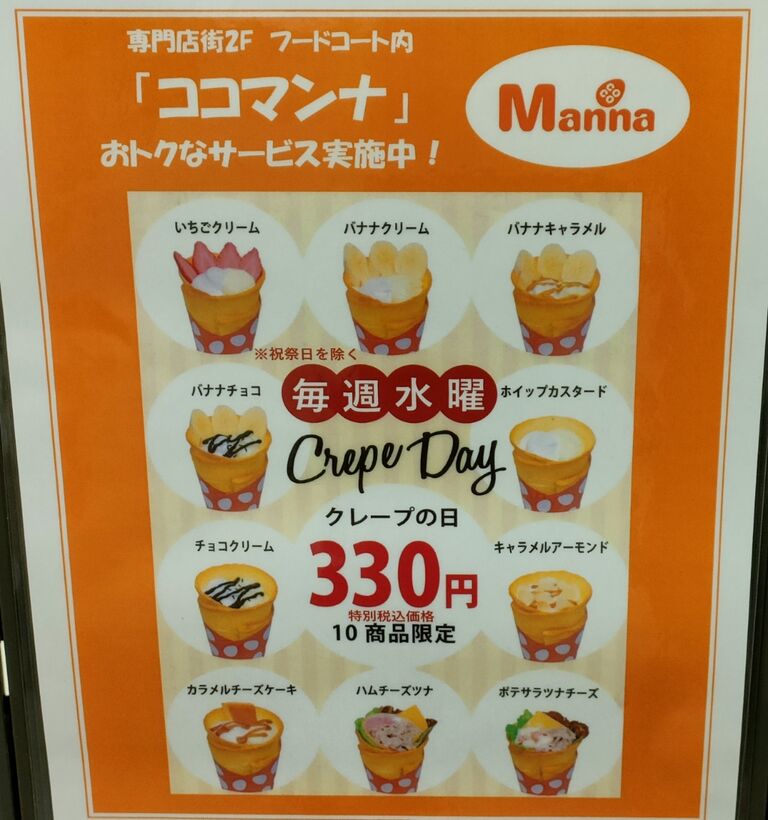 専門店街2F フードコート内
「ココマンナ」
おトクなサービス実施中！
Manna
いちごクリーム
バナナクリーム
バナナキャラメル
※祝祭日を除く
毎週水曜
バナナチョコ
ホイップカスタード
Crepe Day
クレープの日
チョコクリーム
キャラメルアーモンド
330円
特別税込価格
10商品限定
カラメルチーズケーキ
ハムチーズツナ
ポテサラツナチーズ